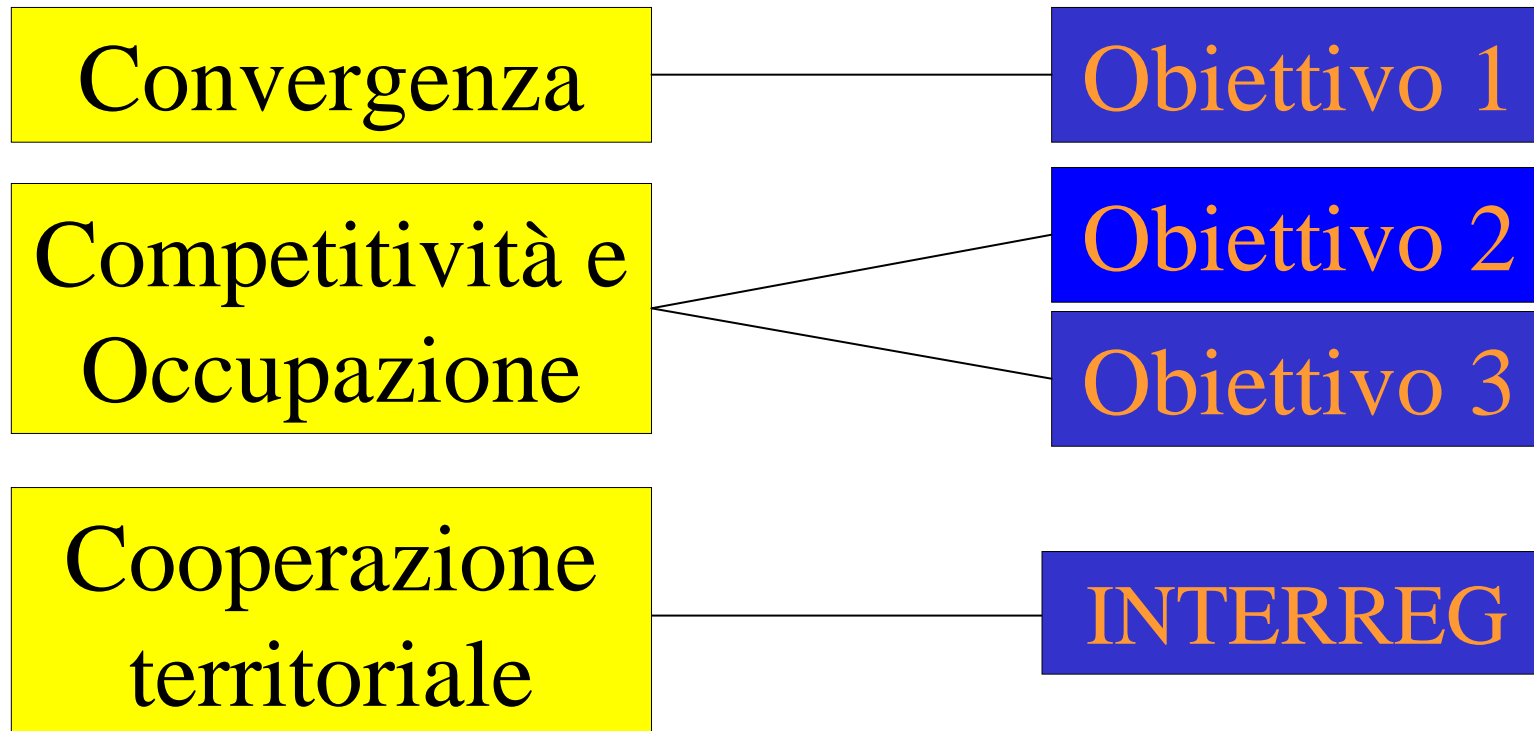 Convergenza
Obiettivo 1
Competitività e
Occupazione
Obiettivo 2
Obiettivo 3
Cooperazione
territoriale
INTERREG